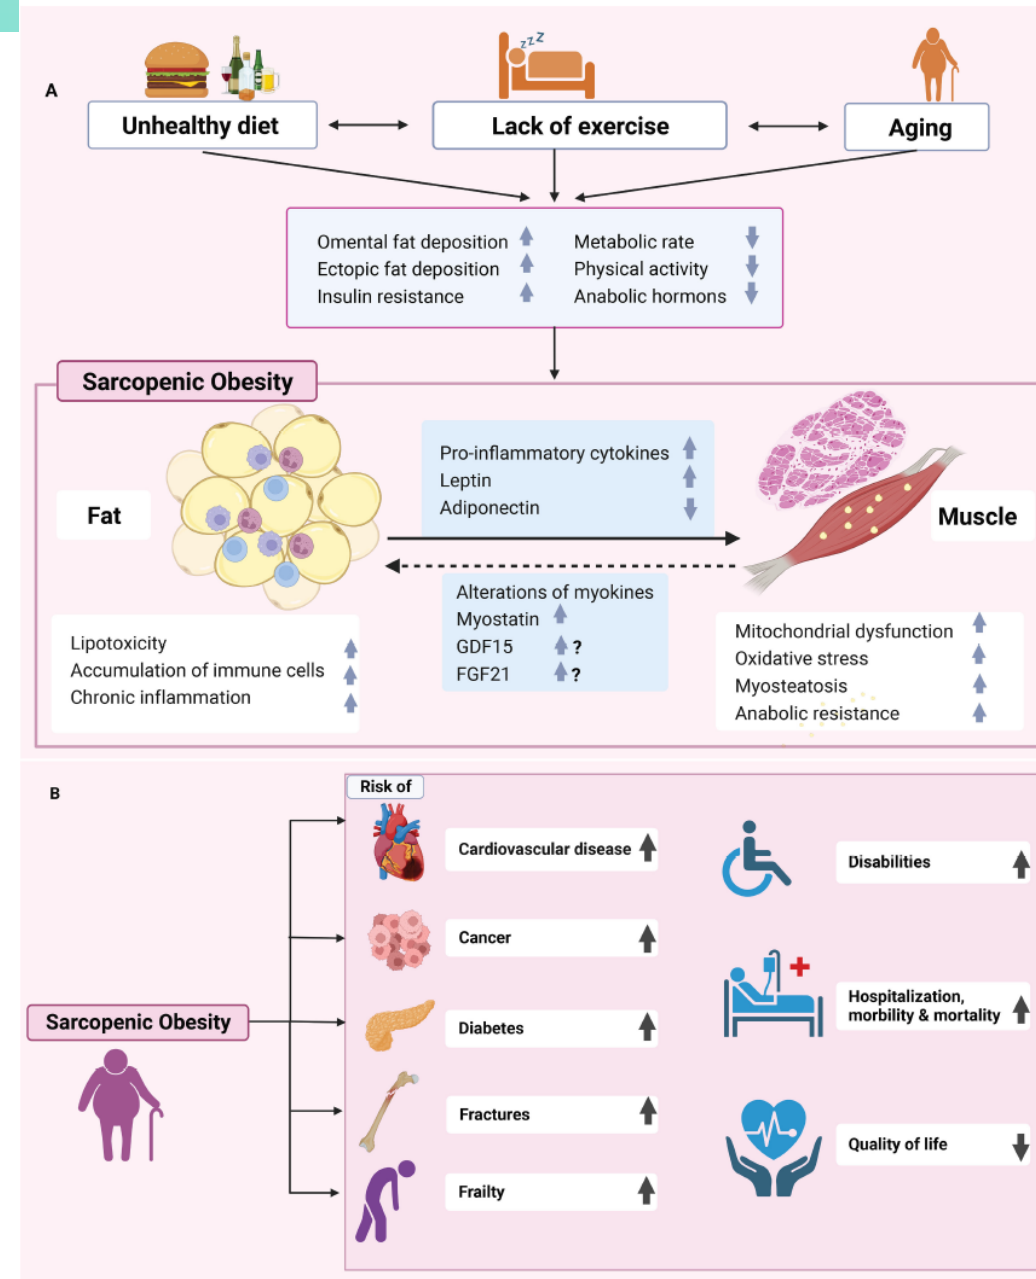 A
zzZ
Unhealthy diet
Lack of exercise
Aging
Omental fat deposition
Ectopic fat deposition
Insulin resistance
Metabolic rate
Physical activity
Anabolic hormons
Sarcopenic Obesity
Fat
Pro-inflammatory cytokines
Leptin
Adiponectin
Muscle
Alterations of myokines
Myostatin
GDF15 ?
FGF21 ?
Lipotoxicity
Accumulation of immune cells
Chronic inflammation
Mitochondrial dysfunction
Oxidative stress
Myosteatosis
Anabolic resistance
B
Sarcopenic Obesity
Risk of
Cardiovascular disease
Cancer
Diabetes
Fractures
Frailty
Disabilities
Hospitalization,
morbility & mortality
Quality of life